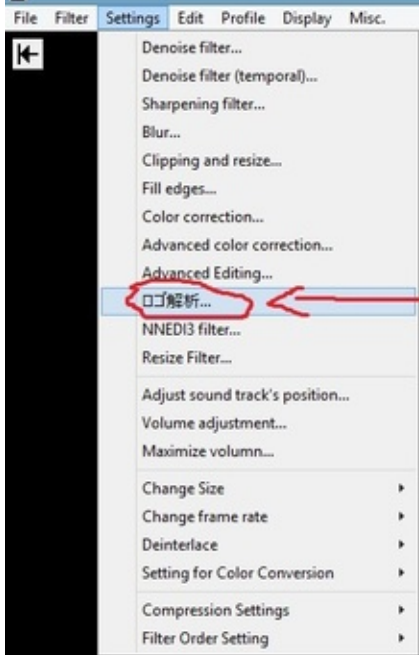 File Filter Settings Edit Profile Display Misc.
Denoise filter...
Denoise filter (temporal)...
Sharpening filter...
Blur...
Clipping and resize...
Fill edges...
Color correction...
Advanced color correction...
Advanced Editing...
ロゴ解析...
NNEDI3 filter...
Resize Filter...
Adjust sound track's position...
Volume adjustment...
Maximize volumn...
Change Size
Change frame rate
Deinterlace
Setting for Color Conversion
Compression Settings
Filter Order Setting